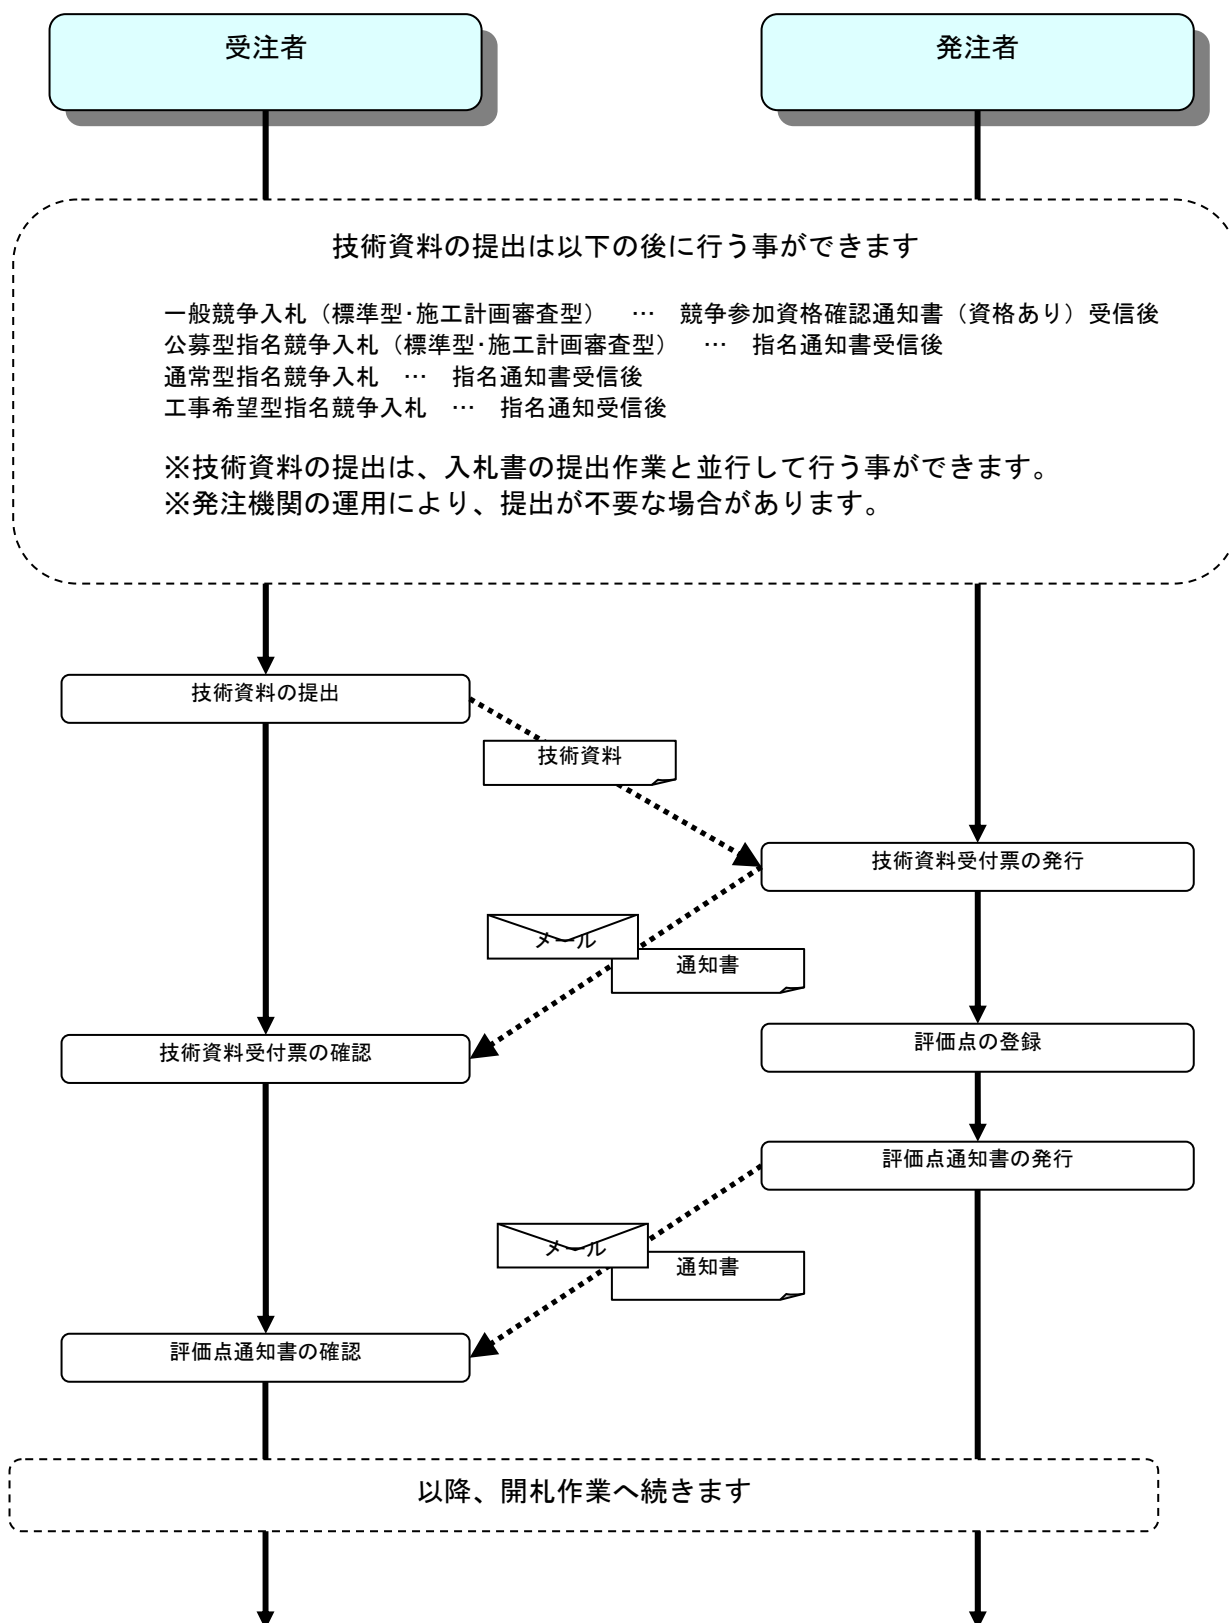 受注者
発注者
技術資料の提出は以下の後に行う事ができます
一般競争入札（標準型･施工計画審査型）　…　競争参加資格確認通知書（資格あり）受信後
公募型指名競争入札（標準型･施工計画審査型）　…　指名通知書受信後
通常型指名競争入札　…　指名通知書受信後
工事希望型指名競争入札　…　指名通知受信後
※技術資料の提出は、入札書の提出作業と並行して行う事ができます。
※発注機関の運用により、提出が不要な場合があります。
技術資料の提出
技術資料
技術資料受付票の発行
メール
通知書
技術資料受付票の確認
評価点の登録
評価点通知書の発行
メール
通知書
評価点通知書の確認
以降、開札作業へ続きます